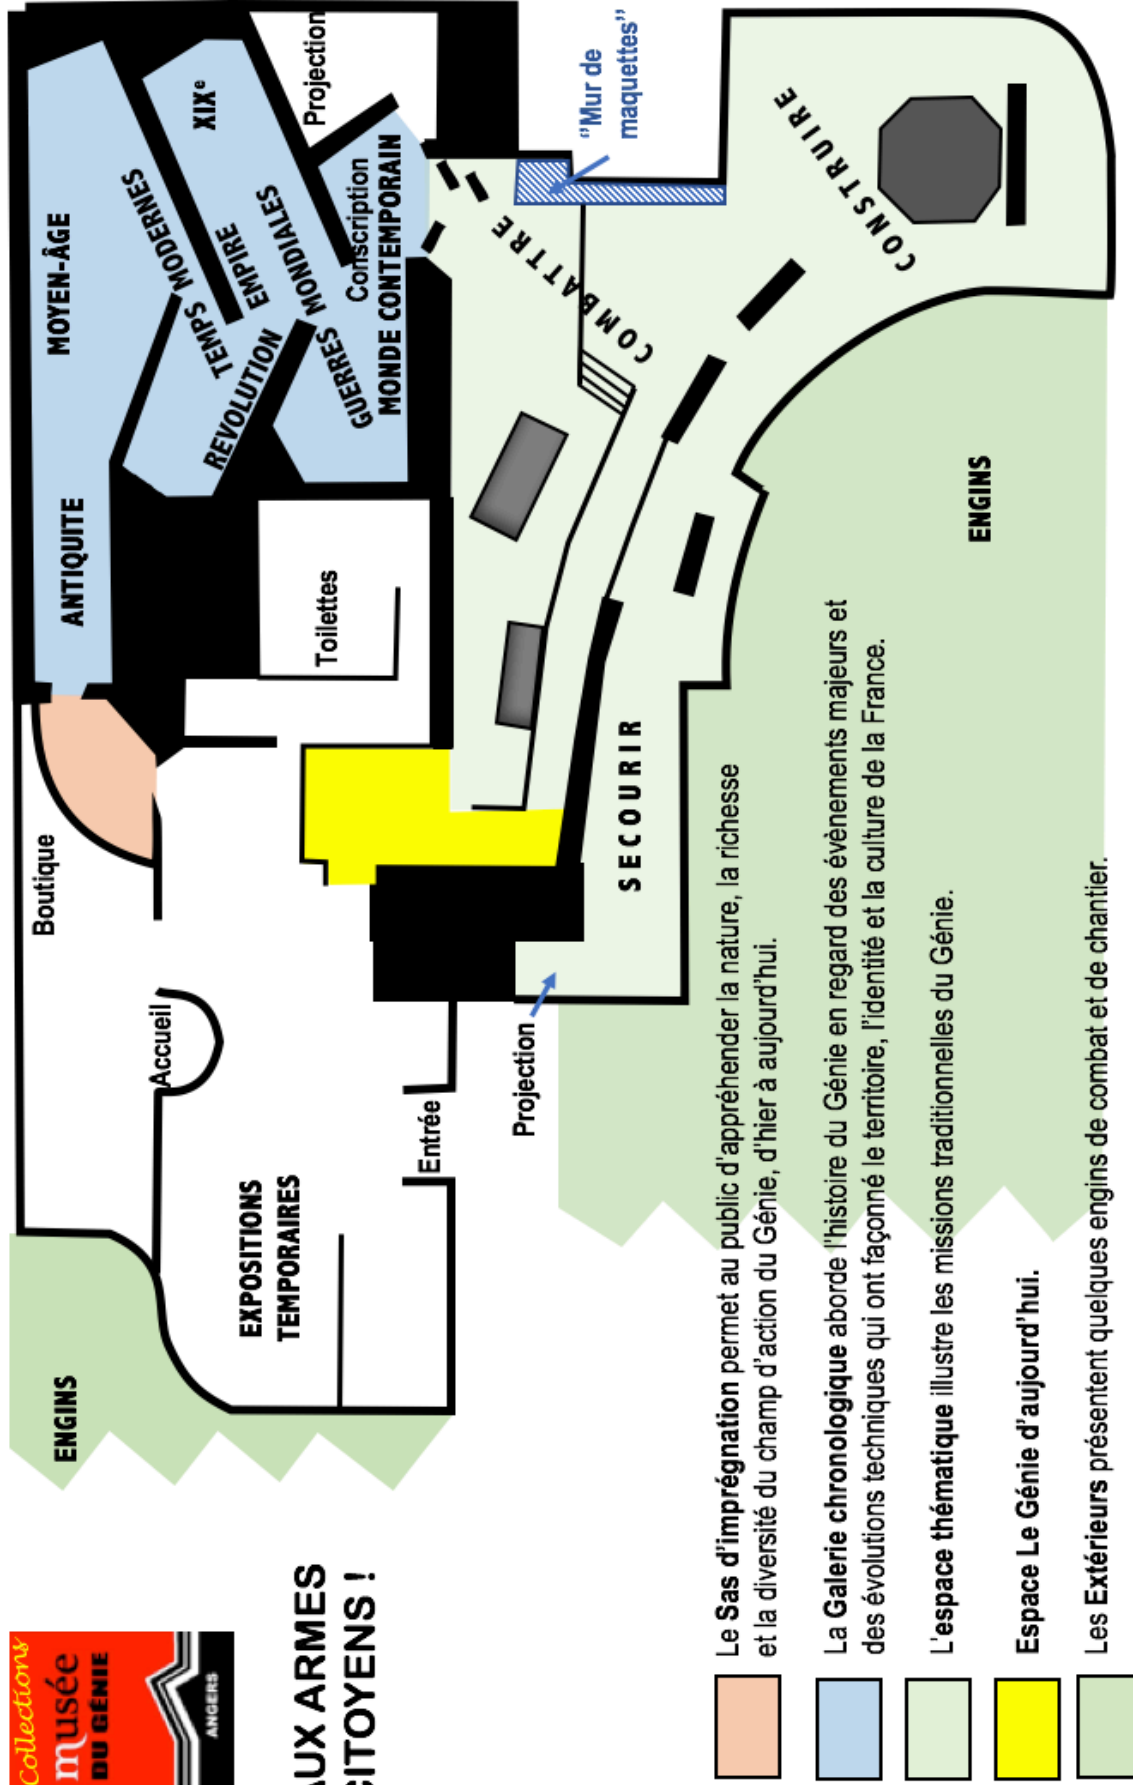 Collections
musée
DU GÉNIE
ANGERS
AUX ARMES
CITOYENS !
ENGINS
EXPOSITIONS
TEMPORAIRES
Accueil
Boutique
Entrée
Projection
Toilettes
ANTIQUITE
MOYEN-ÂGE
TEMPS MODERNES
REVOLUTION
EMPIRE
XIXᵉ
GUERRES MONDIALES
Conscription
MONDE CONTEMPORAIN
Projection
"Mur de
maquettes"
COMBATTRE
CONSTRUIRE
SECOURIR
ENGINS
Le Sas d'imprégnation permet au public d'appréhender la nature, la richesse
et la diversité du champ d'action du Génie, d'hier à aujourd'hui.
La Galerie chronologique aborde l'histoire du Génie en regard des évènements majeurs et
des évolutions techniques qui ont façonné le territoire, l'identité et la culture de la France.
L'espace thématique illustre les missions traditionnelles du Génie.
Espace Le Génie d'aujourd'hui.
Les Extérieurs présentent quelques engins de combat et de chantier.